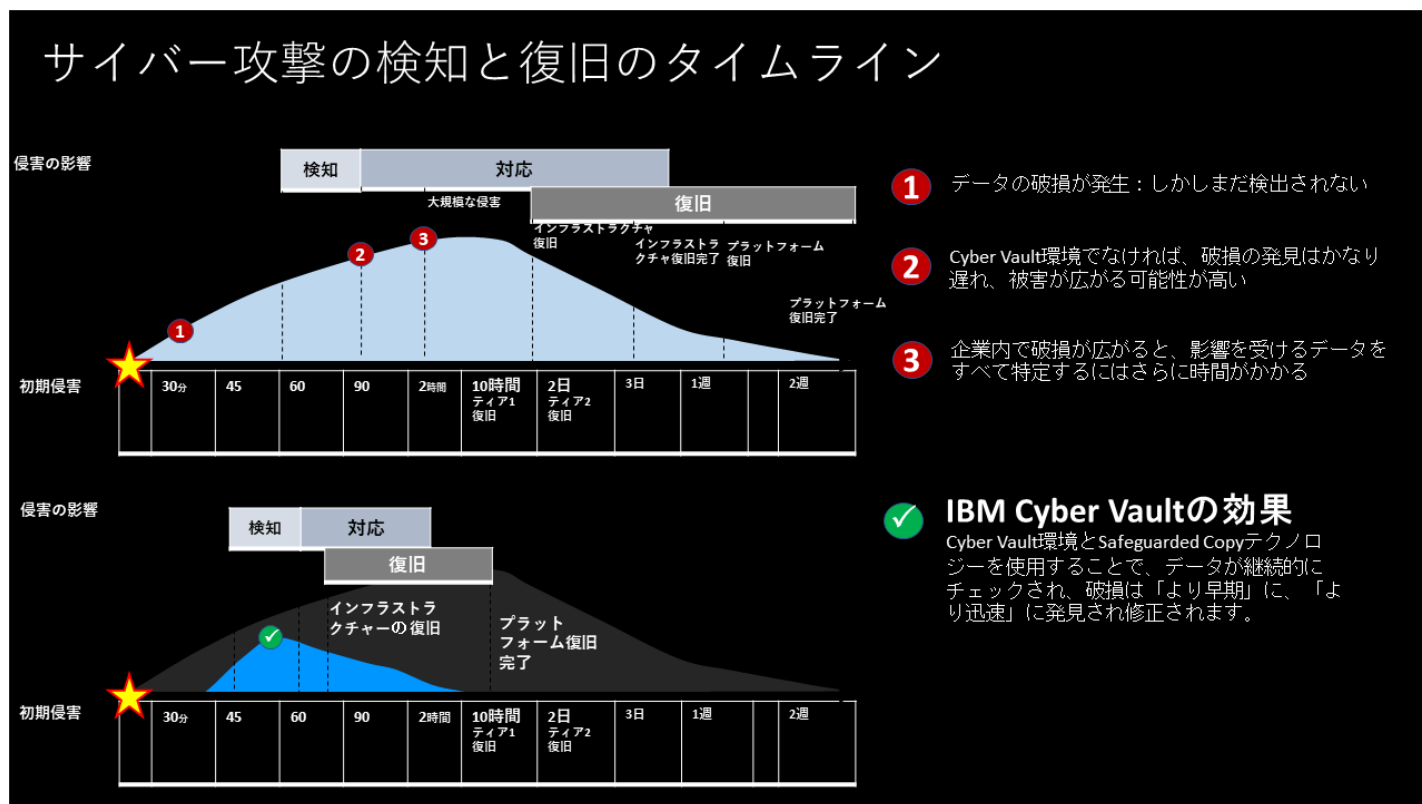 サイバー攻撃の検知と復旧のタイムライン
侵害の影響
検知
対応
大規模な侵害
復旧
インフラストラクチャ
復旧
インフラストラ
クチャ復旧完了
プラットフォーム
復旧
プラットフォーム
復旧完了
1
2
3
初期侵害
30分
45
60
90
2時間
10時間
ティア1
復旧
2日
ティア2
復旧
3日
1週
2週
1
データの破損が発生：しかしまだ検出されない
2
Cyber Vault環境でなければ、破損の発見はかなり
遅れ、被害が広がる可能性が高い
3
企業内で破損が広がると、影響を受けるデータを
すべて特定するにはさらに時間がかかる
侵害の影響
検知
対応
復旧
インフラストラ
クチャーの復旧
プラット
フォーム復旧
完了
初期侵害
30分
45
60
90
2時間
10時間
ティア1
復旧
2日
ティア2
復旧
3日
1週
2週
IBM Cyber Vaultの効果
Cyber Vault環境とSafeguarded Copyテクノロ
ジーを使用することで、データが継続的に
チェックされ、破損は「より早期」に、「よ
り迅速」に発見され修正されます。